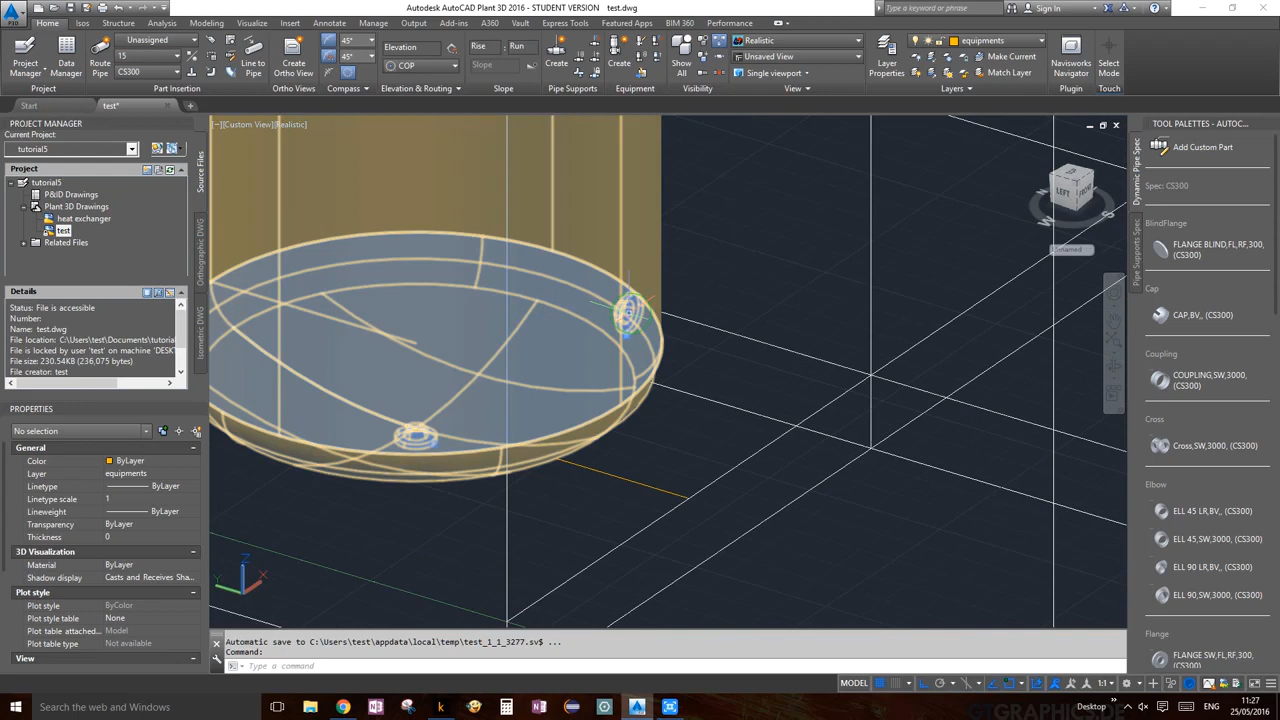 Autodesk AutoCAD Plant 3D 2016 - STUDENT VERSION test.dwg
Type a keyword or phrase
Sign In
P3D
Home Isos Structure Analysis Visualize Insert Annotate Manage Output Add-ins A360 Vault Express Tools Featured Apps BIM 360 Performance
Project Manager
Data Manager
Project
Route Pipe
Unassigned
15
CS300
Line to Pipe
Part Insertion
Create Ortho View
Ortho Views
45°
45°
Compass
Elevation
COP
Elevation & Routing
Rise
Run
Slope
Slope
Create
Pipe Supports
Create
Equipment
Show All
Visibility
Realistic
Unsaved View
Single viewport
View
Layer Properties
equipments
Make Current
Match Layer
Layers
Navisworks Navigator
Plugin
Select Mode
Touch
Start
test*
PROJECT MANAGER
Current Project:
tutorial5
Project
tutorial5
P&ID Drawings
Plant 3D Drawings
heat exchanger
test
Related Files
Source Files
Orthographic DWG
Isometric DWG
Details
Status: File is accessible
Number:
Name: test.dwg
File location: C:\Users\test\Documents\tutoria
File is locked by user 'test' on machine 'DESK
File size: 230.54KB (236,075 bytes)
File creator: test
PROPERTIES
No selection
General
Color ByLayer
Layer equipments
Linetype ByLayer
Linetype scale 1
Lineweight ByLayer
Transparency ByLayer
Thickness 0
3D Visualization
Material ByLayer
Shadow display Casts and Receives Sha...
Plot style
Plot style ByColor
Plot style table None
Plot table attached... Model
Plot table type Not available
View
[−][Custom View][Realistic]
LEFT
FRONT
S
Unnamed
Z
X
Y
Automatic save to C:\Users\test\appdata\local\temp\test_1_1_3277.sv$ ...
Command:
Type a command
TOOL PALETTES - AUTOC...
Dynamic Pipe Spec
Pipe Supports Spec
Add Custom Part
Spec: CS300
BlindFlange
FLANGE BLIND,FL,RF,300, (CS300)
Cap
CAP,BV,, (CS300)
Coupling
COUPLING,SW,3000, (CS300)
Cross
Cross,SW,3000, (CS300)
Elbow
ELL 45 LR,BV,, (CS300)
ELL 45,SW,3000, (CS300)
ELL 90 LR,BV,, (CS300)
ELL 90,SW,3000, (CS300)
Flange
FLANGE SW,FL,RF,300, (CS300)
MODEL
1:1
Search the web and Windows
Desktop
ENG
11:27
25/05/2016